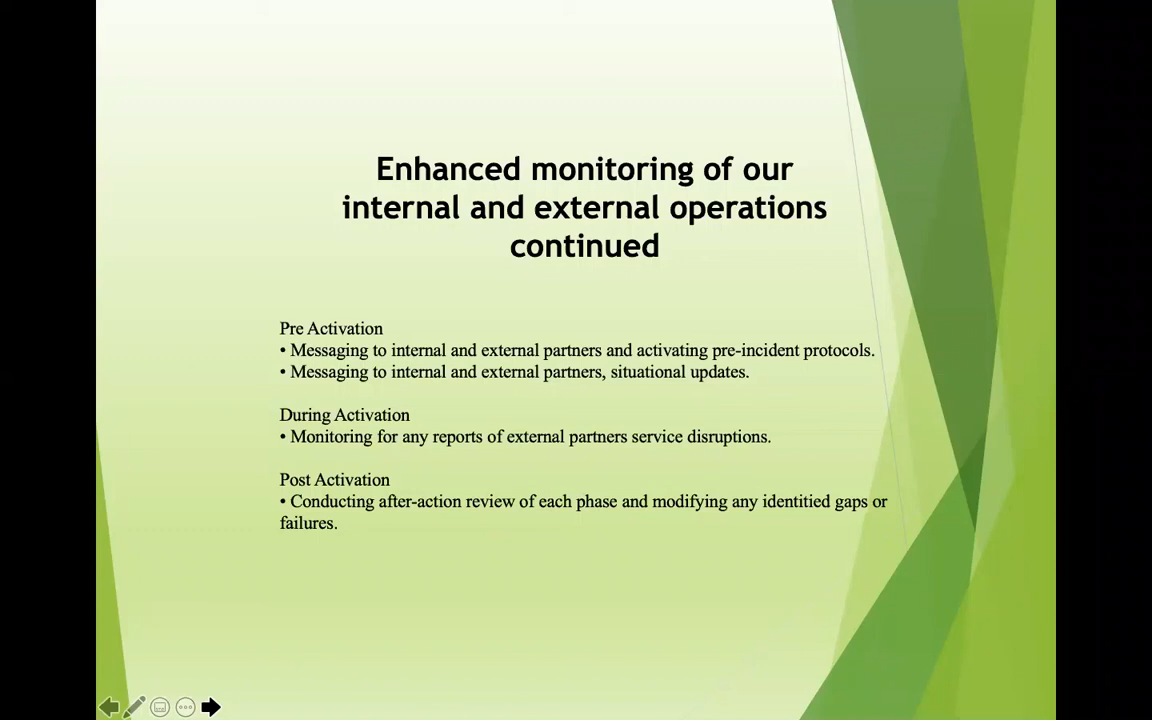 Enhanced monitoring of our
internal and external operations
continued
Pre Activation
• Messaging to internal and external partners and activating pre-incident protocols.
• Messaging to internal and external partners, situational updates.
During Activation
• Monitoring for any reports of external partners service disruptions.
Post Activation
• Conducting after-action review of each phase and modifying any identitied gaps or
failures.